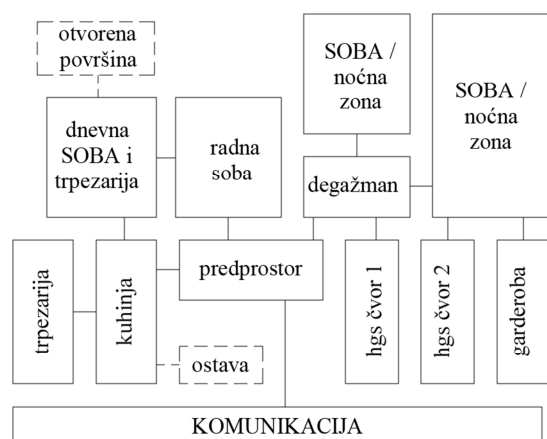 otvorena
površina
SOBA /
noćna
zona
SOBA /
noćna
zona
dnevna
SOBA i
trpezarija
radna
soba
degažman
trpezarija
kuhinja
predprostor
hgs čvor 1
hgs čvor 2
garderoba
ostava
KOMUNIKACIJA